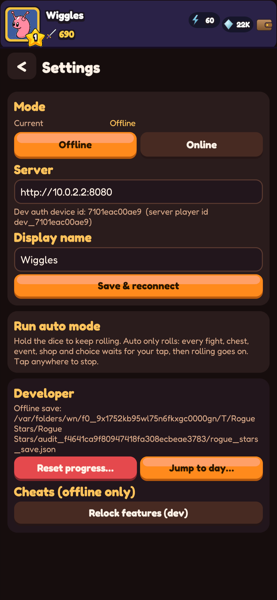 Wiggles
1
690
60
22K
<
Settings
Mode
Current
Offline
Offline
Online
Server
http://10.0.2.2:8080
Dev auth device id: 7101eac00ae9 (server player id
dev_7101eac00ae9)
Display name
Wiggles
Save & reconnect
Run auto mode
Hold the dice to keep rolling. Auto only rolls: every fight, chest,
event, shop and choice waits for your tap, then rolling goes on.
Tap anywhere to stop.
Developer
Offline save:
/var/folders/wn/f0_9x1752kb95wl75n6fkxgc0000gn/T/Rogue
Stars/Rogue
Stars/audit_f4641ca9f80947418fa308ecbeae3783/rogue_stars
_save.json
Reset progress...
Jump to day...
Cheats (offline only)
Relock features (dev)